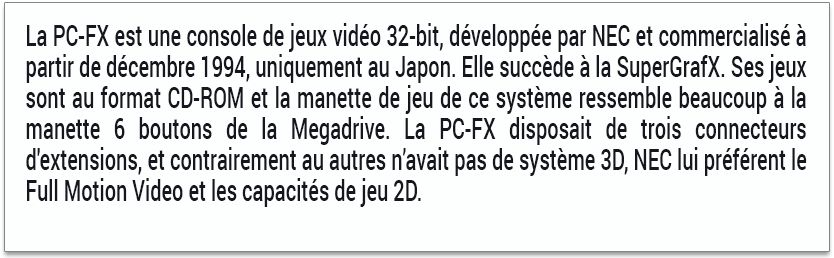 La PC-FX est une console de jeux vidéo 32-bit, développée par NEC et commercialisé à
partir de décembre 1994, uniquement au Japon. Elle succède à la SuperGrafX. Ses jeux
sont au format CD-ROM et la manette de jeu de ce système ressemble beaucoup à la
manette 6 boutons de la Megadrive. La PC-FX disposait de trois connecteurs
d'extensions, et contrairement au autres n’avait pas de système 3D, NEC lui préférent le
Full Motion Video et les capacités de jeu 2D.